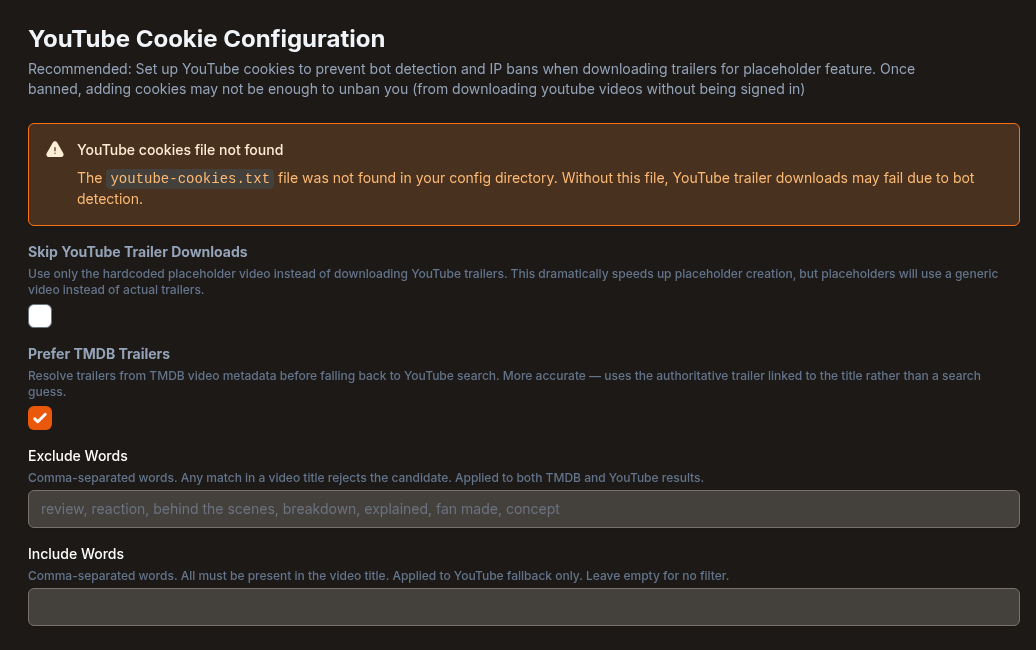 YouTube Cookie Configuration
Recommended: Set up YouTube cookies to prevent bot detection and IP bans when downloading trailers for placeholder feature. Once
banned, adding cookies may not be enough to unban you (from downloading youtube videos without being signed in)
YouTube cookies file not found
The youtube-cookies.txt file was not found in your config directory. Without this file, YouTube trailer downloads may fail due to bot
detection.
Skip YouTube Trailer Downloads
Use only the hardcoded placeholder video instead of downloading YouTube trailers. This dramatically speeds up placeholder creation, but placeholders will use a generic
video instead of actual trailers.
Prefer TMDB Trailers
Resolve trailers from TMDB video metadata before falling back to YouTube search. More accurate — uses the authoritative trailer linked to the title rather than a search
guess.
Exclude Words
Comma-separated words. Any match in a video title rejects the candidate. Applied to both TMDB and YouTube results.
review, reaction, behind the scenes, breakdown, explained, fan made, concept
Include Words
Comma-separated words. All must be present in the video title. Applied to YouTube fallback only. Leave empty for no filter.